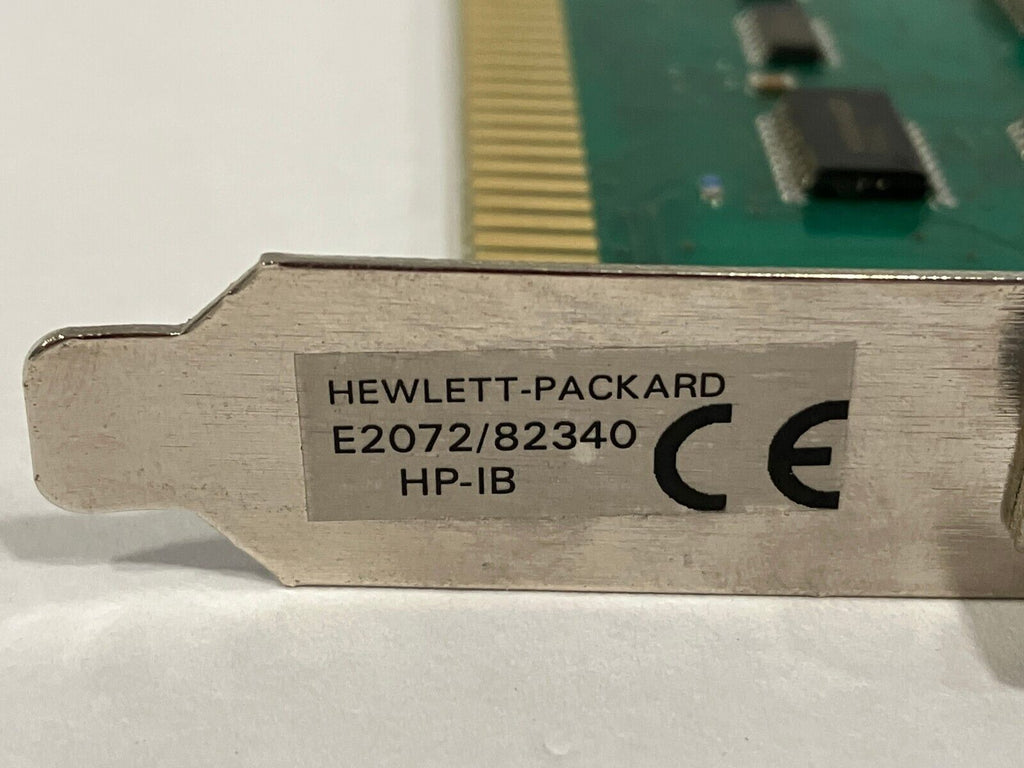 HEWLETT-PACKARD
E2072/82340
HP-IB
CE